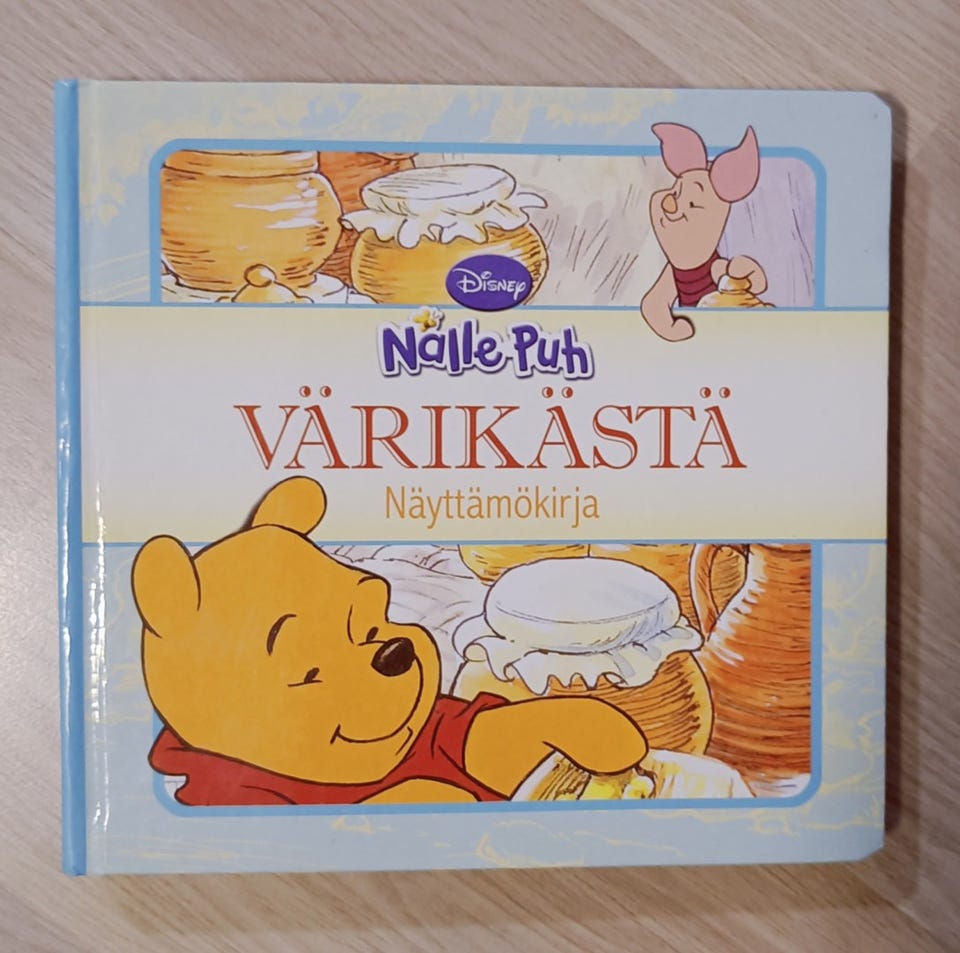 Disney
Nalle Puh
VÄRIKÄSTÄ
Näyttämökirja